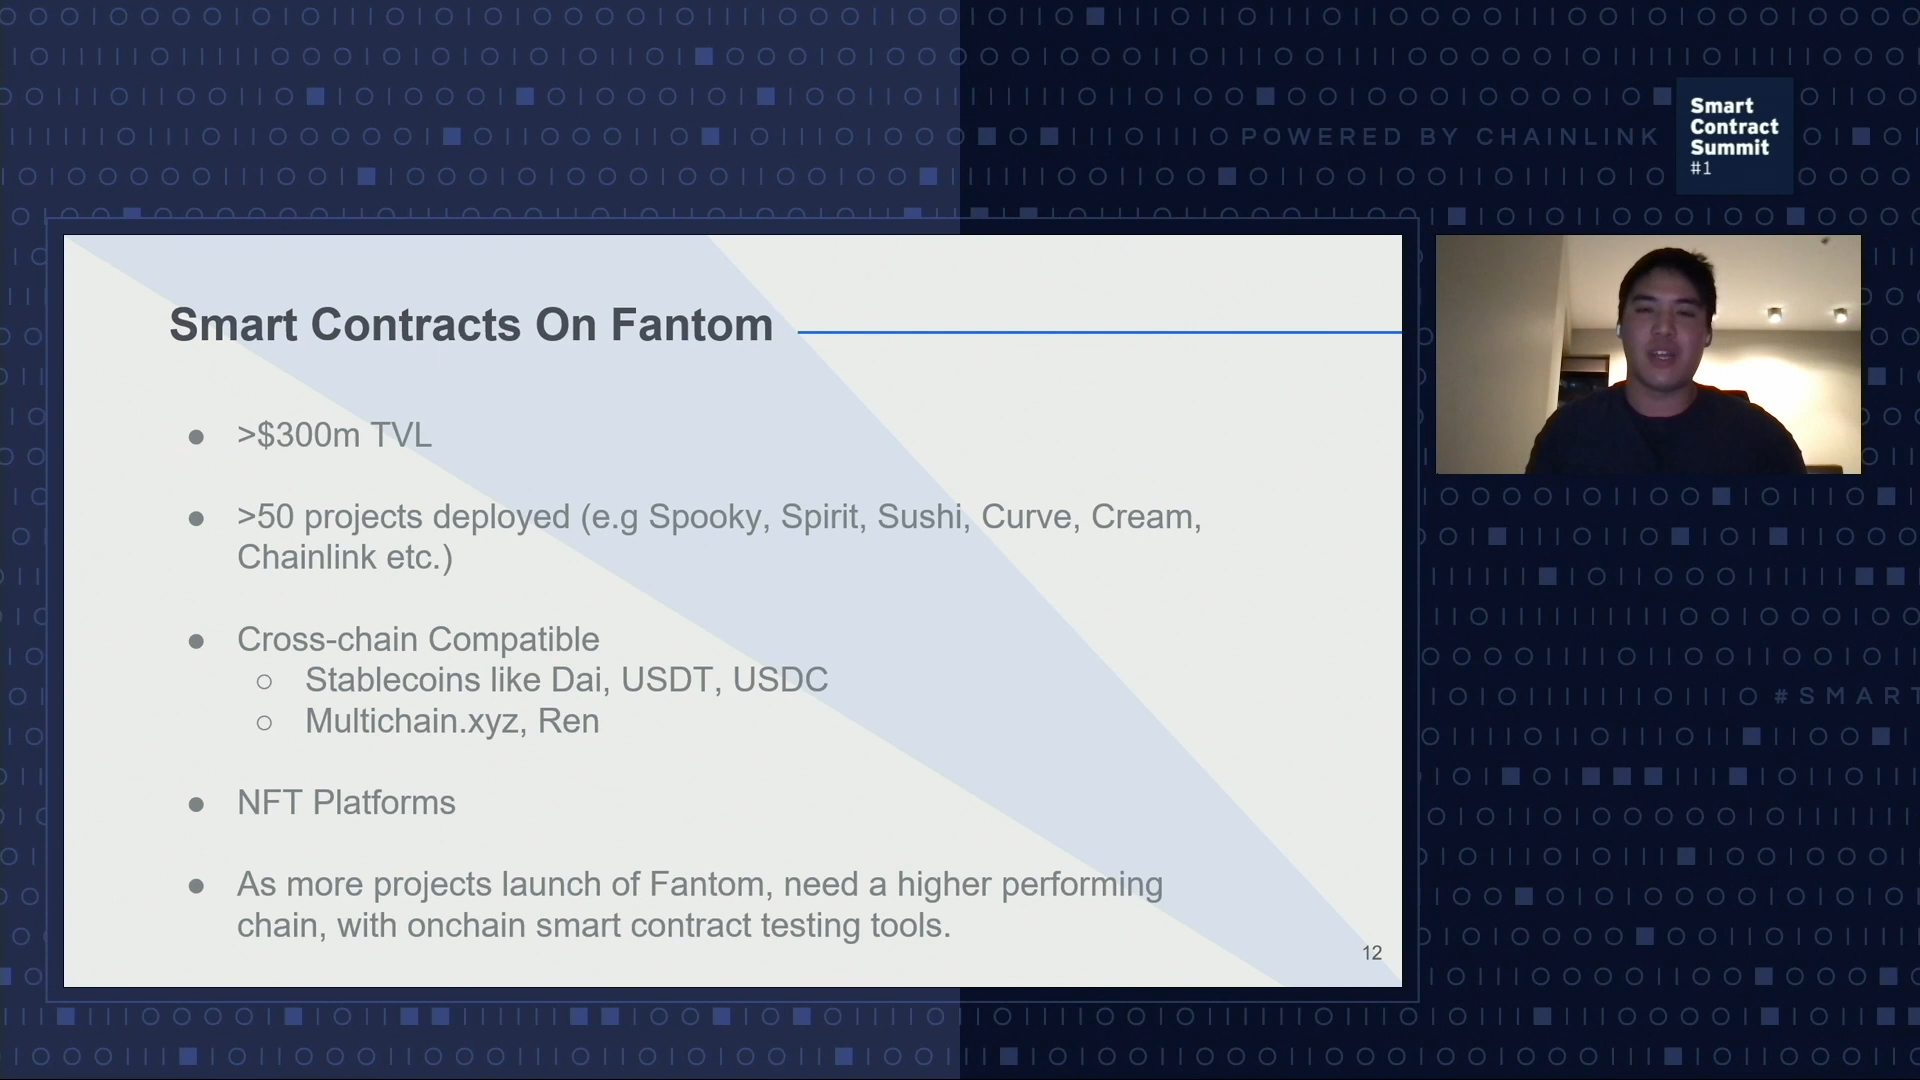 POWERED BY CHAINLINK
Smart
Contract
Summit
#1
Smart Contracts On Fantom
● >$300m TVL
● >50 projects deployed (e.g Spooky, Spirit, Sushi, Curve, Cream,
Chainlink etc.)
● Cross-chain Compatible
○ Stablecoins like Dai, USDT, USDC
○ Multichain.xyz, Ren
● NFT Platforms
● As more projects launch of Fantom, need a higher performing
chain, with onchain smart contract testing tools.
12
#SMART